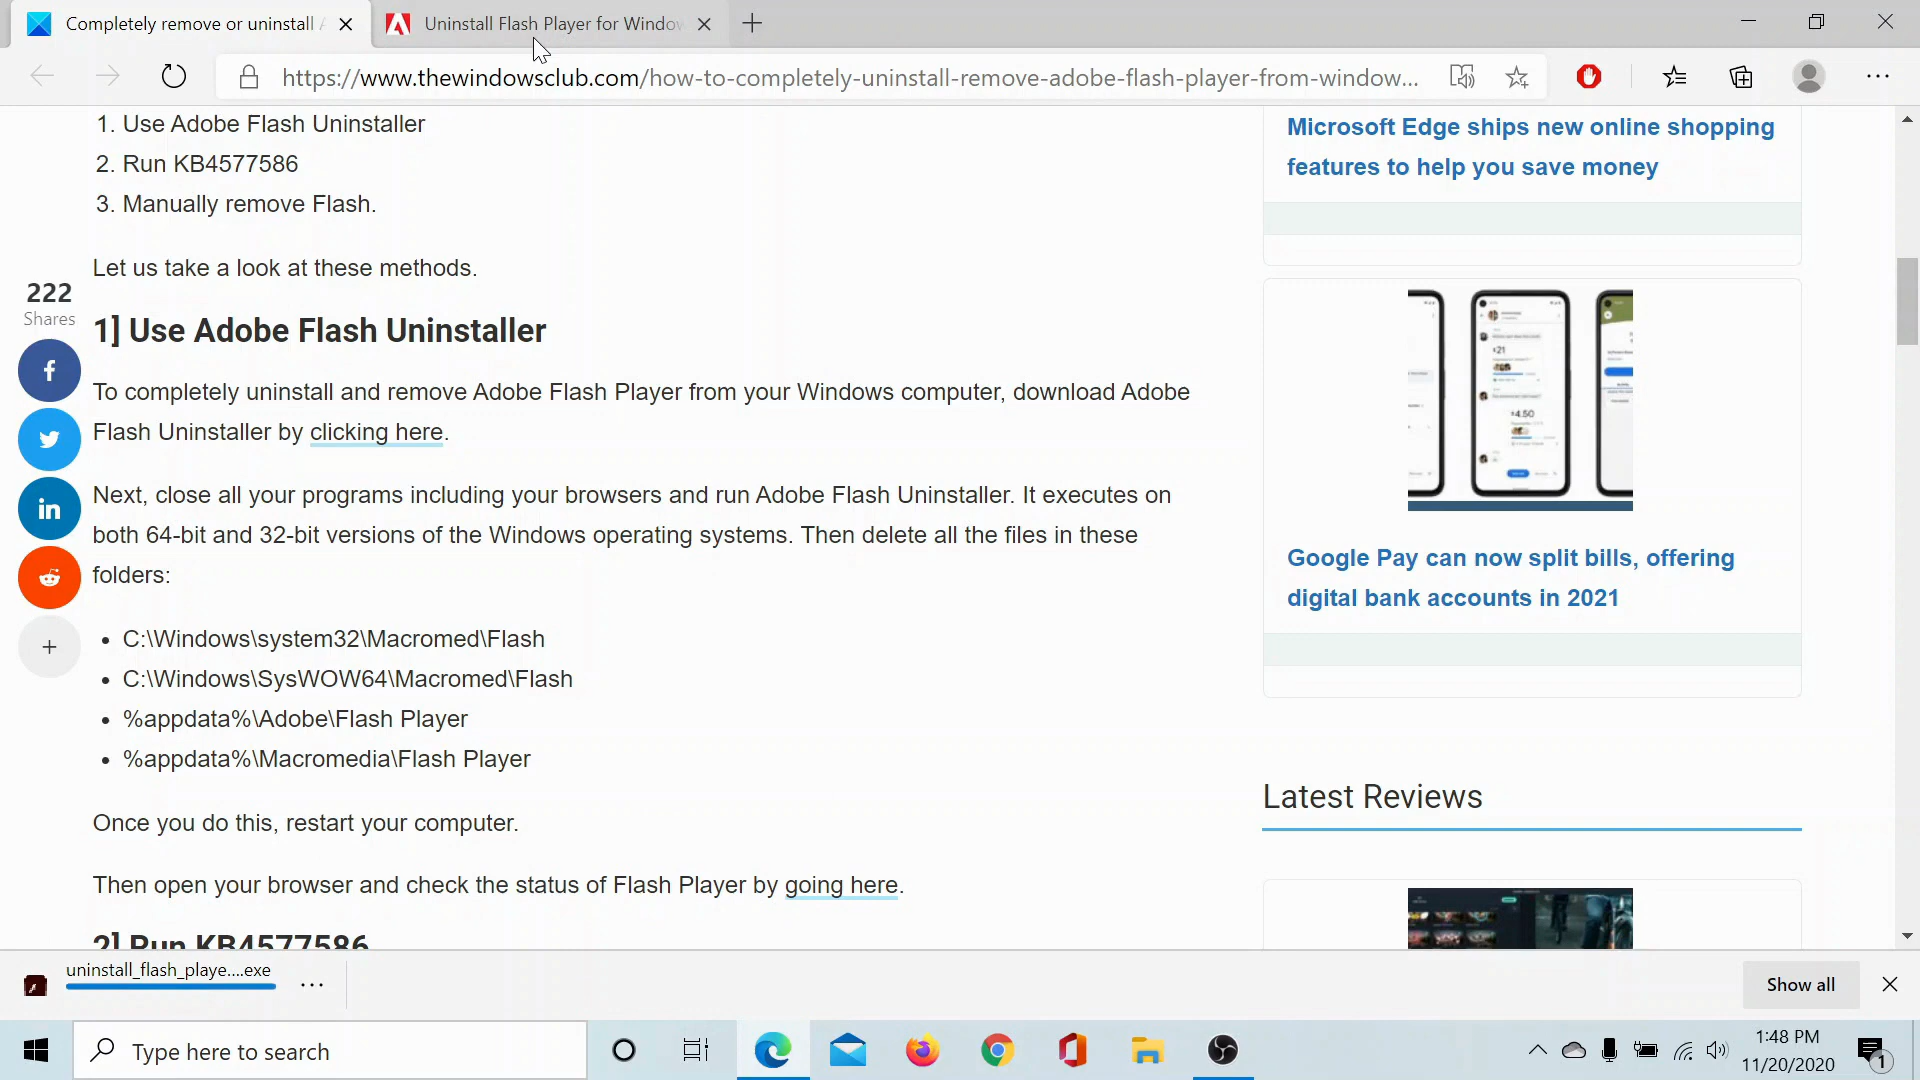 Completely remove or uninstall A
Uninstall Flash Player for Window
https://www.thewindowsclub.com/how-to-completely-uninstall-remove-adobe-flash-player-from-window...
1. Use Adobe Flash Uninstaller
2. Run KB4577586
3. Manually remove Flash.
Let us take a look at these methods.
222
Shares
1] Use Adobe Flash Uninstaller
To completely uninstall and remove Adobe Flash Player from your Windows computer, download Adobe
Flash Uninstaller by clicking here.
Next, close all your programs including your browsers and run Adobe Flash Uninstaller. It executes on
both 64-bit and 32-bit versions of the Windows operating systems. Then delete all the files in these
folders:
• C:\Windows\system32\Macromed\Flash
• C:\Windows\SysWOW64\Macromed\Flash
• %appdata%\Adobe\Flash Player
• %appdata%\Macromedia\Flash Player
Once you do this, restart your computer.
Then open your browser and check the status of Flash Player by going here.
2] Run KB4577586
Microsoft Edge ships new online shopping
features to help you save money
$21
$4.50
Google Pay can now split bills, offering
digital bank accounts in 2021
Latest Reviews
uninstall_flash_playe....exe
Show all
Type here to search
1:48 PM
11/20/2020
1